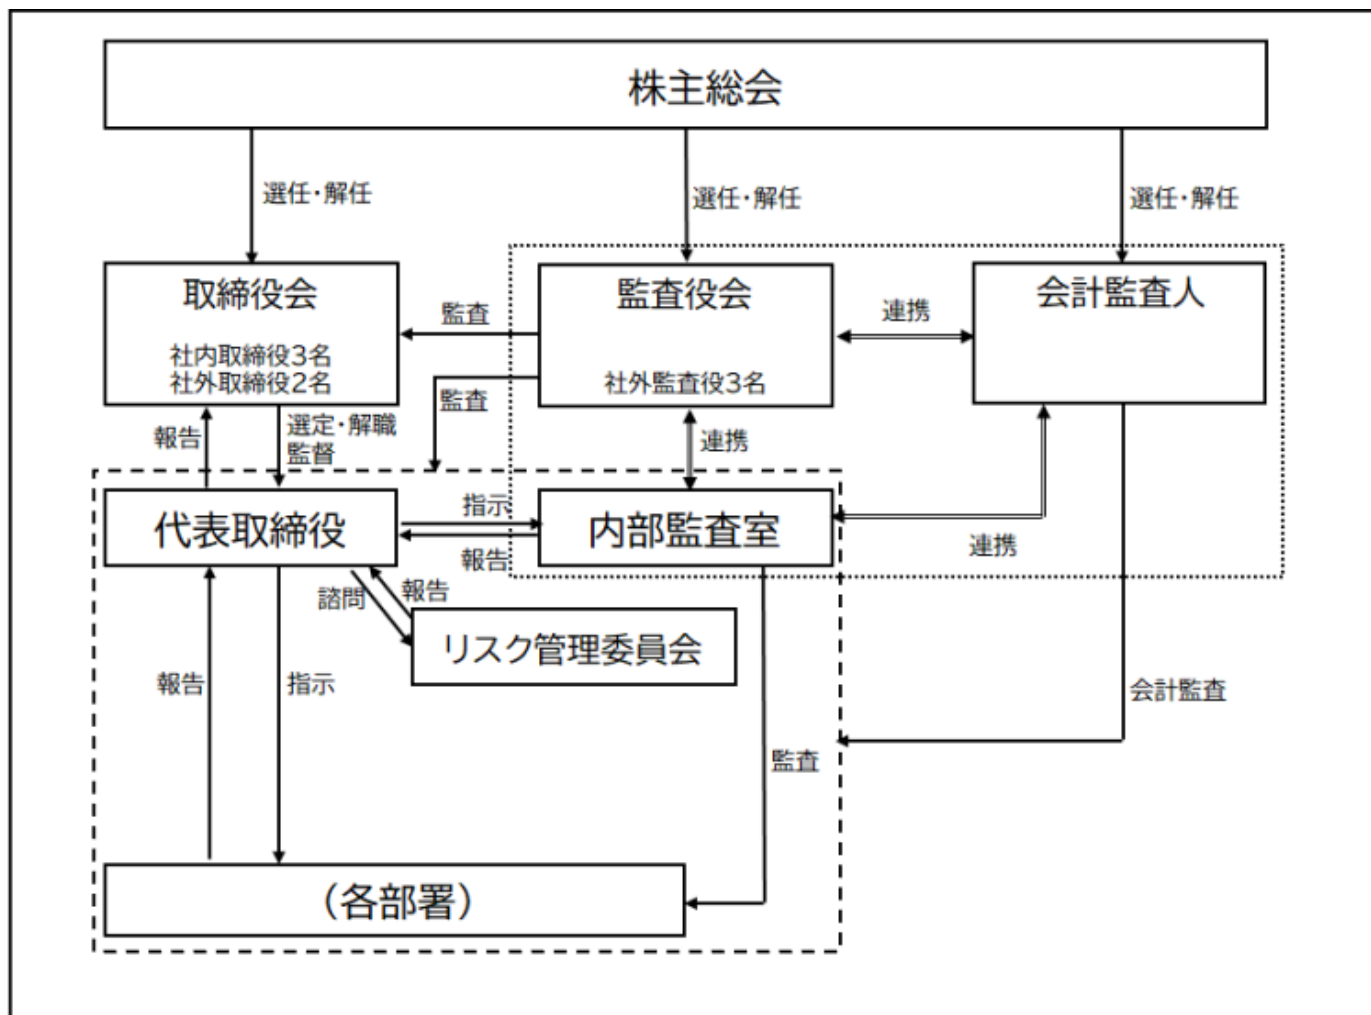 株主総会
選任・解任
選任・解任
選任・解任
取締役会
社内取締役3名
社外取締役2名
監査
監査役会
社外監査役3名
連携
会計監査人
監査
報告
選定・解職
監督
連携
代表取締役
指示
報告
内部監査室
連携
諮問
報告
リスク管理委員会
報告
指示
監査
会計監査
（各部署）